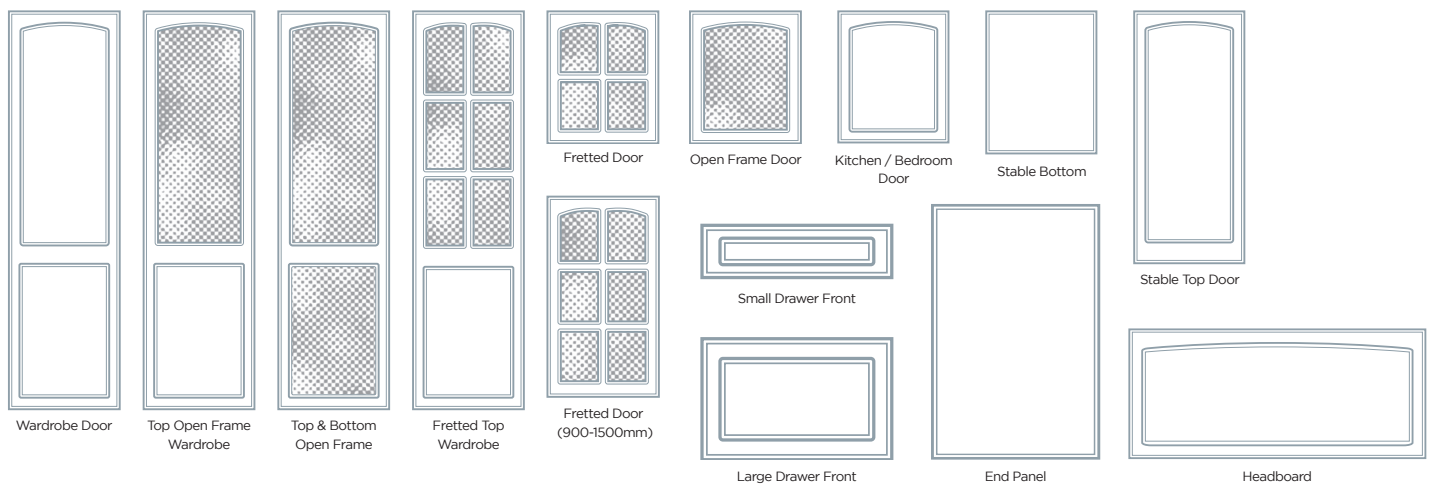 Wardrobe Door
Top Open Frame
Wardrobe
Top & Bottom
Open Frame
Fretted Top
Wardrobe
Fretted Door
Fretted Door
(900-1500mm)
Open Frame Door
Small Drawer Front
Large Drawer Front
Kitchen / Bedroom
Door
Stable Bottom
End Panel
Stable Top Door
Headboard